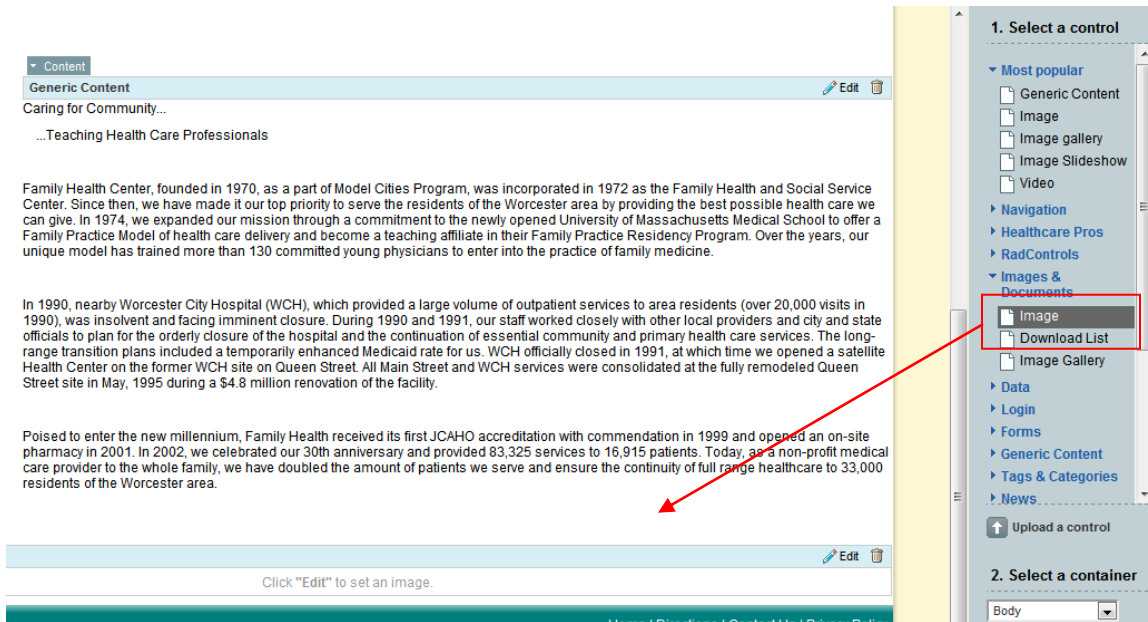 Content
Generic Content
Edit
Caring for Community...
...Teaching Health Care Professionals
Family Health Center, founded in 1970, as a part of Model Cities Program, was incorporated in 1972 as the Family Health and Social Service
Center. Since then, we have made it our top priority to serve the residents of the Worcester area by providing the best possible health care we
can give. In 1974, we expanded our mission through a commitment to the newly opened University of Massachusetts Medical School to offer a
Family Practice Model of health care delivery and become a teaching affiliate in their Family Practice Residency Program. Over the years, our
unique model has trained more than 130 committed young physicians to enter into the practice of family medicine.
In 1990, nearby Worcester City Hospital (WCH), which provided a large volume of outpatient services to area residents (over 20,000 visits in
1990), was insolvent and facing imminent closure. During 1990 and 1991, our staff worked closely with other local providers and city and state
officials to plan for the orderly closure of the hospital and the continuation of essential community and primary health care services. The long-
range transition plans included a temporarily enhanced Medicaid rate for us. WCH officially closed in 1991, at which time we opened a satellite
Health Center on the former WCH site on Queen Street. All Main Street and WCH services were consolidated at the fully remodeled Queen
Street site in May, 1995 during a $4.8 million renovation of the facility.
Poised to enter the new millennium, Family Health received its first JCAHO accreditation with commendation in 1999 and opened an on-site
pharmacy in 2001. In 2002, we celebrated our 30th anniversary and provided 83,325 services to 16,915 patients. Today, as a non-profit medical
care provider to the whole family, we have doubled the amount of patients we serve and ensure the continuity of full range healthcare to 33,000
residents of the Worcester area.
Edit
Click "Edit" to set an image.
Home | Directions | Contact Us | Privacy Policy
1. Select a control
Most popular
Generic Content
Image
Image gallery
Image Slideshow
Video
Navigation
Healthcare Pros
RadControls
Images &
Documents
Image
Download List
Image Gallery
Data
Login
Forms
Generic Content
Tags & Categories
News
Upload a control
2. Select a container
Body